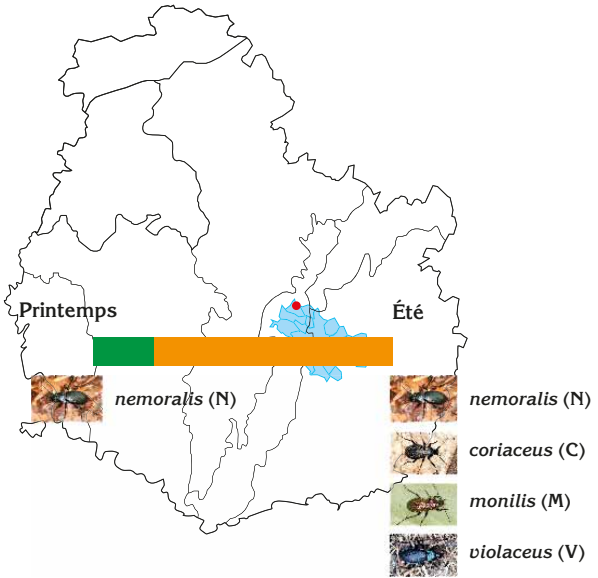 Printemps
Été
nemoralis (N)
nemoralis (N)
coriaceus (C)
monilis (M)
violaceus (V)